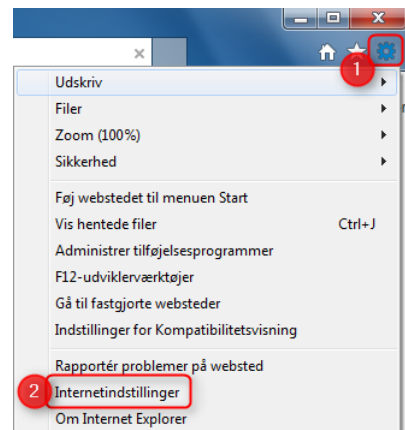 1
Udskriv
Filer
Zoom (100%)
Sikkerhed
Føj webstedet til menuen Start
Vis hentede filer Ctrl+J
Administrer tilføjelsesprogrammer
F12-udviklerværktøjer
Gå til fastgjorte websteder
Indstillinger for Kompatibilitetsvisning
Rapportér problemer på websted
2 Internetindstillinger
Om Internet Explorer